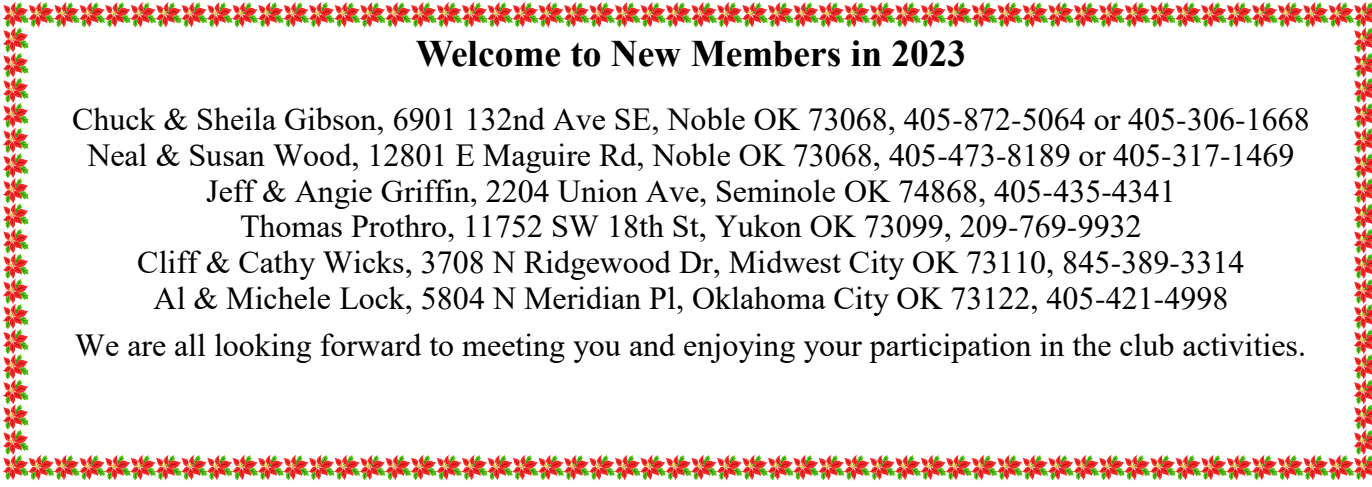 Welcome to New Members in 2023
Chuck & Sheila Gibson, 6901 132nd Ave SE, Noble OK 73068, 405-872-5064 or 405-306-1668
Neal & Susan Wood, 12801 E Maguire Rd, Noble OK 73068, 405-473-8189 or 405-317-1469
Jeff & Angie Griffin, 2204 Union Ave, Seminole OK 74868, 405-435-4341
Thomas Prothro, 11752 SW 18th St, Yukon OK 73099, 209-769-9932
Cliff & Cathy Wicks, 3708 N Ridgewood Dr, Midwest City OK 73110, 845-389-3314
Al & Michele Lock, 5804 N Meridian Pl, Oklahoma City OK 73122, 405-421-4998
We are all looking forward to meeting you and enjoying your participation in the club activities.